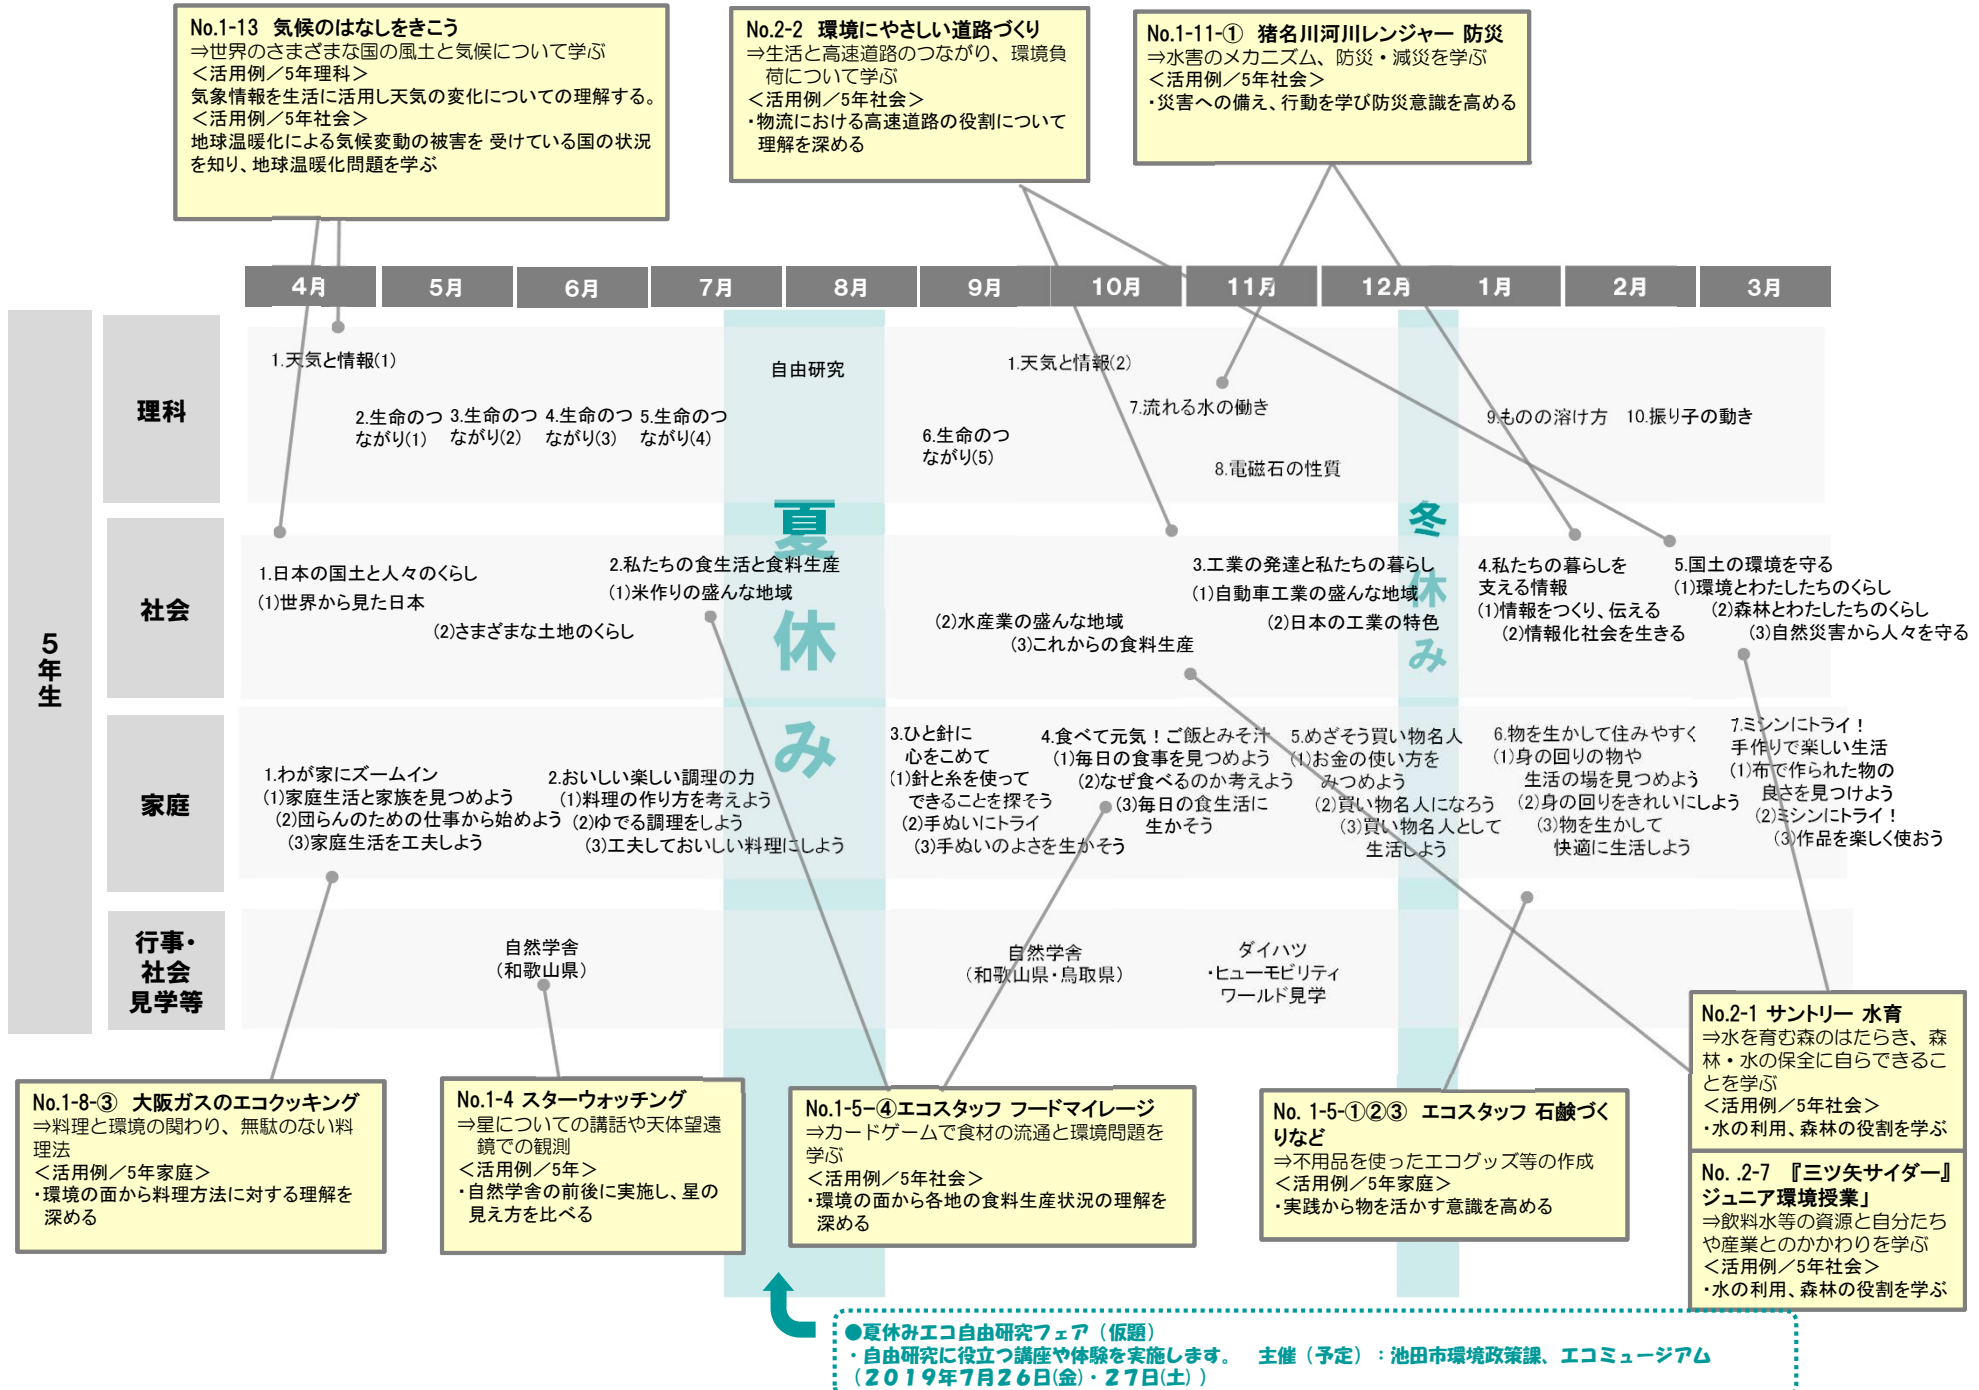 No.1-13 気候のはなしをきこう
⇒世界のさまざまな国の風土と気候について学ぶ
＜活用例／5年理科＞
気象情報を生活に活用し天気の変化についての理解する。
＜活用例／5年社会＞
地球温暖化による気候変動の被害を 受けている国の状況
を知り、地球温暖化問題を学ぶ
No.2-2 環境にやさしい道路づくり
⇒生活と高速道路のつながり、環境負
荷について学ぶ
＜活用例／5年社会＞
・物流における高速道路の役割について
理解を深める
No.1-11-① 猪名川河川レンジャー 防災
⇒水害のメカニズム、防災・減災を学ぶ
＜活用例／5年社会＞
・災害への備え、行動を学び防災意識を高める
4月 5月 6月 7月 8月 9月 10月 11月 12月 1月 2月 3月
5年生
理科
1.天気と情報(1)
自由研究
1.天気と情報(2)
2.生命のつ
ながり(1)
3.生命のつ
ながり(2)
4.生命のつ
ながり(3)
5.生命のつ
ながり(4)
6.生命のつ
ながり(5)
7.流れる水の働き
8.電磁石の性質
9.ものの溶け方
10.振り子の動き
夏休み
冬休み
社会
1.日本の国土と人々のくらし
(1)世界から見た日本
(2)さまざまな土地のくらし
2.私たちの食生活と食料生産
(1)米作りの盛んな地域
(2)水産業の盛んな地域
(3)これからの食料生産
3.工業の発達と私たちの暮らし
(1)自動車工業の盛んな地域
(2)日本の工業の特色
4.私たちの暮らしを
支える情報
(1)情報をつくり、伝える
(2)情報化社会を生きる
5.国土の環境を守る
(1)環境とわたしたちのくらし
(2)森林とわたしたちのくらし
(3)自然災害から人々を守る
家庭
1.わが家にズームイン
(1)家庭生活と家族を見つめよう
(2)団らんのための仕事から始めよう
(3)家庭生活を工夫しよう
2.おいしい楽しい調理の力
(1)料理の作り方を考えよう
(2)ゆでる調理をしよう
(3)工夫しておいしい料理にしよう
3.ひと針に
心をこめて
(1)針と糸を使って
できることを探そう
(2)手ぬいにトライ
(3)手ぬいのよさを生かそう
4.食べて元気！ご飯とみそ汁
(1)毎日の食事を見つめよう
(2)なぜ食べるのか考えよう
(3)毎日の食生活に
生かそう
5.めざそう買い物名人
(1)お金の使い方を
みつめよう
(2)買い物名人になろう
(3)買い物名人として
生活しよう
6.物を生かして住みやすく
(1)身の回りの物や
生活の場を見つめよう
(2)身の回りをきれいにしよう
(3)物を生かして
快適に生活しよう
7.ミシンにトライ！
手作りで楽しい生活
(1)布で作られた物の
良さを見つけよう
(2)ミシンにトライ！
(3)作品を楽しく使おう
行事・
社会
見学等
自然学舎
(和歌山県)
自然学舎
(和歌山県・鳥取県)
ダイハツ
・ヒューモビリティ
ワールド見学
No.1-8-③ 大阪ガスのエコクッキング
⇒料理と環境の関わり、無駄のない料
理法
＜活用例／5年家庭＞
・環境の面から料理方法に対する理解を
深める
No.1-4 スターウォッチング
⇒星についての講話や天体望遠
鏡での観測
＜活用例／5年＞
・自然学舎の前後に実施し、星の
見え方を比べる
No.1-5-④エコスタッフ フードマイレージ
⇒カードゲームで食材の流通と環境問題を
学ぶ
＜活用例／5年社会＞
・環境の面から各地の食料生産状況の理解を
深める
No. 1-5-①②③ エコスタッフ 石鹸づく
りなど
⇒不用品を使ったエコグッズ等の作成
＜活用例／5年家庭＞
・実践から物を活かす意識を高める
No.2-1 サントリー 水育
⇒水を育む森のはたらき、森
林・水の保全に自らできるこ
とを学ぶ
＜活用例／5年社会＞
・水の利用、森林の役割を学ぶ
No. .2-7 『三ツ矢サイダー』
ジュニア環境授業」
⇒飲料水等の資源と自分たち
や産業とのかかわりを学ぶ
＜活用例／5年社会＞
・水の利用、森林の役割を学ぶ
●夏休みエコ自由研究フェア（仮題）
・自由研究に役立つ講座や体験を実施します。 主催（予定）：池田市環境政策課、エコミュージアム
（２０１９年７月２６日(金)・２７日(土)）